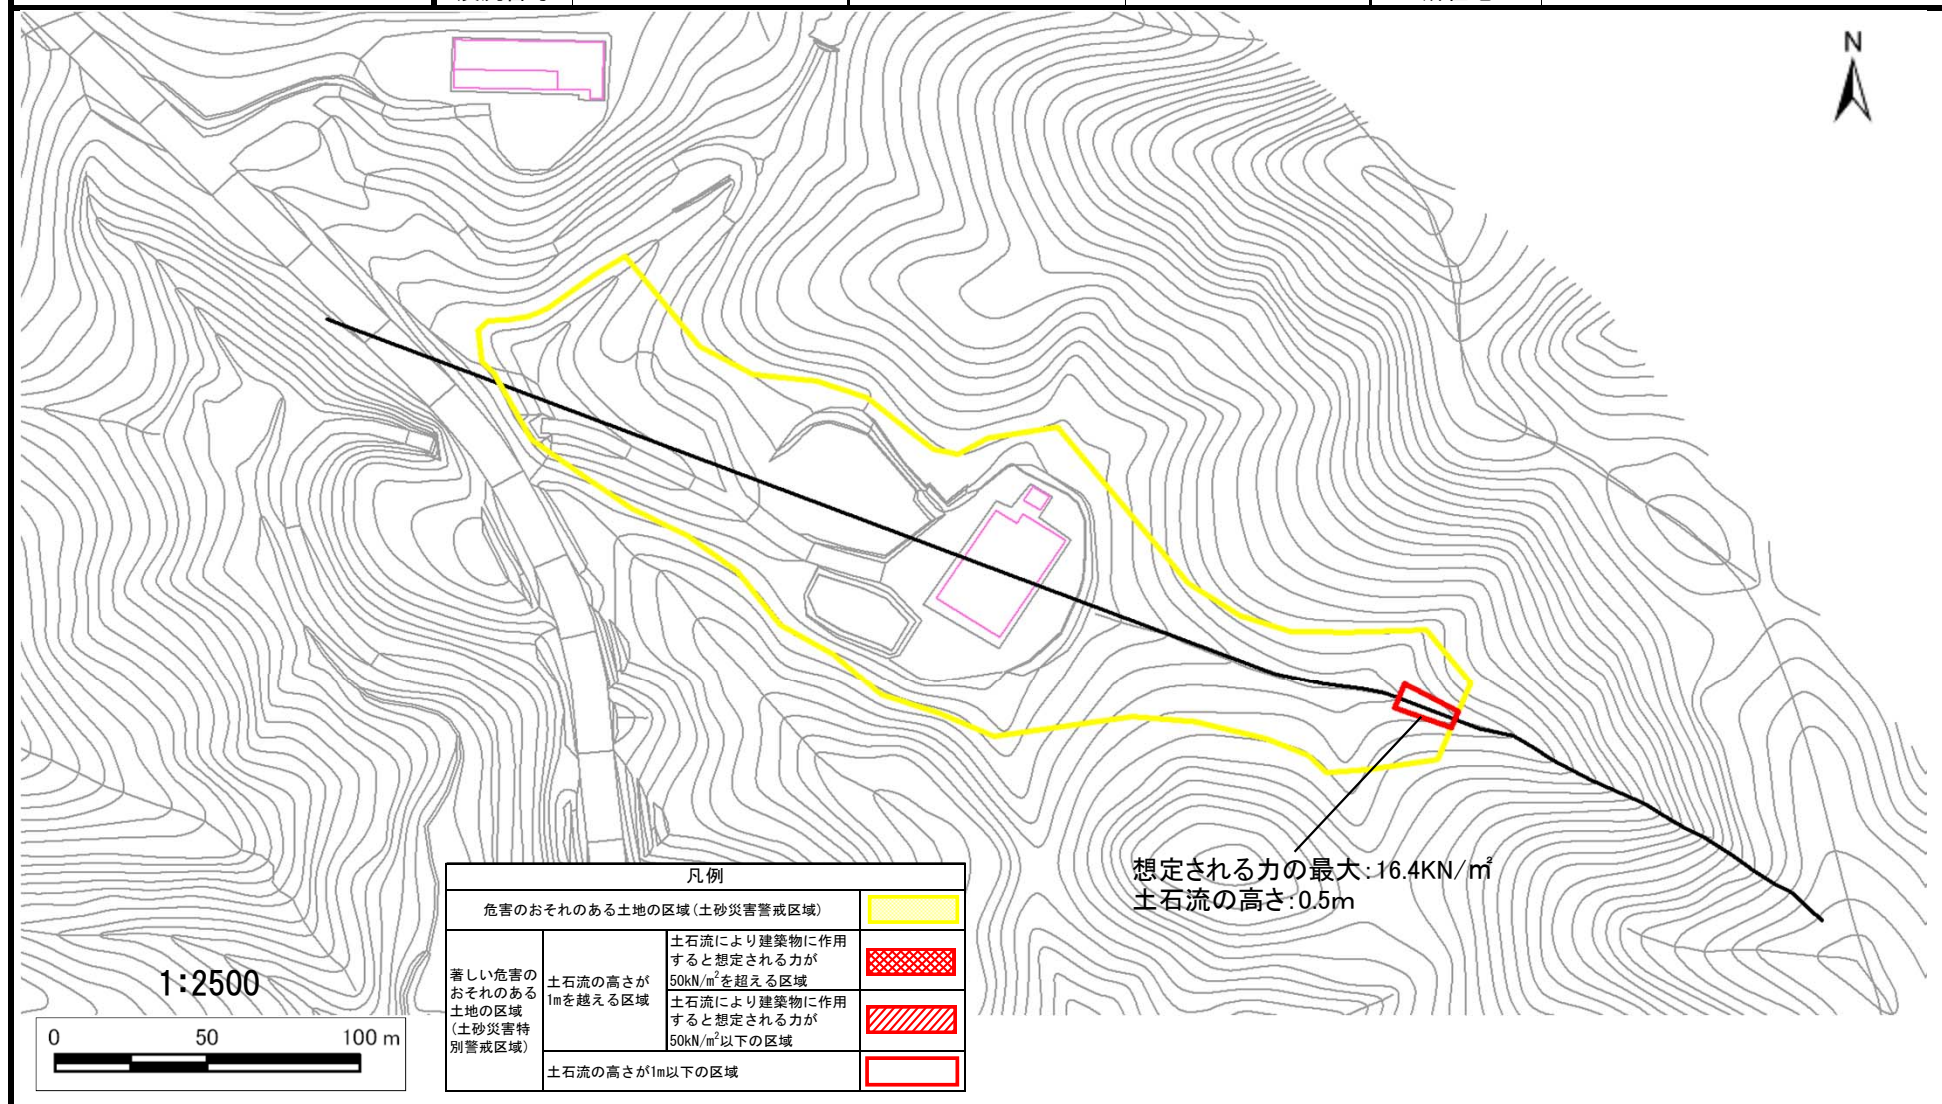 N
想定される力の最大:16.4KN/㎡
土石流の高さ:0.5m
凡例
危害のおそれのある土地の区域(土砂災害警戒区域)
著しい危害の
おそれのある
土地の区域
(土砂災害特
別警戒区域)
土石流の高さが
1mを越える区域
土石流により建築物に作用
すると想定される力が
50kN/m²を超える区域
土石流により建築物に作用
すると想定される力が
50kN/m²以下の区域
土石流の高さが1m以下の区域
1:2500
0 50 100 m